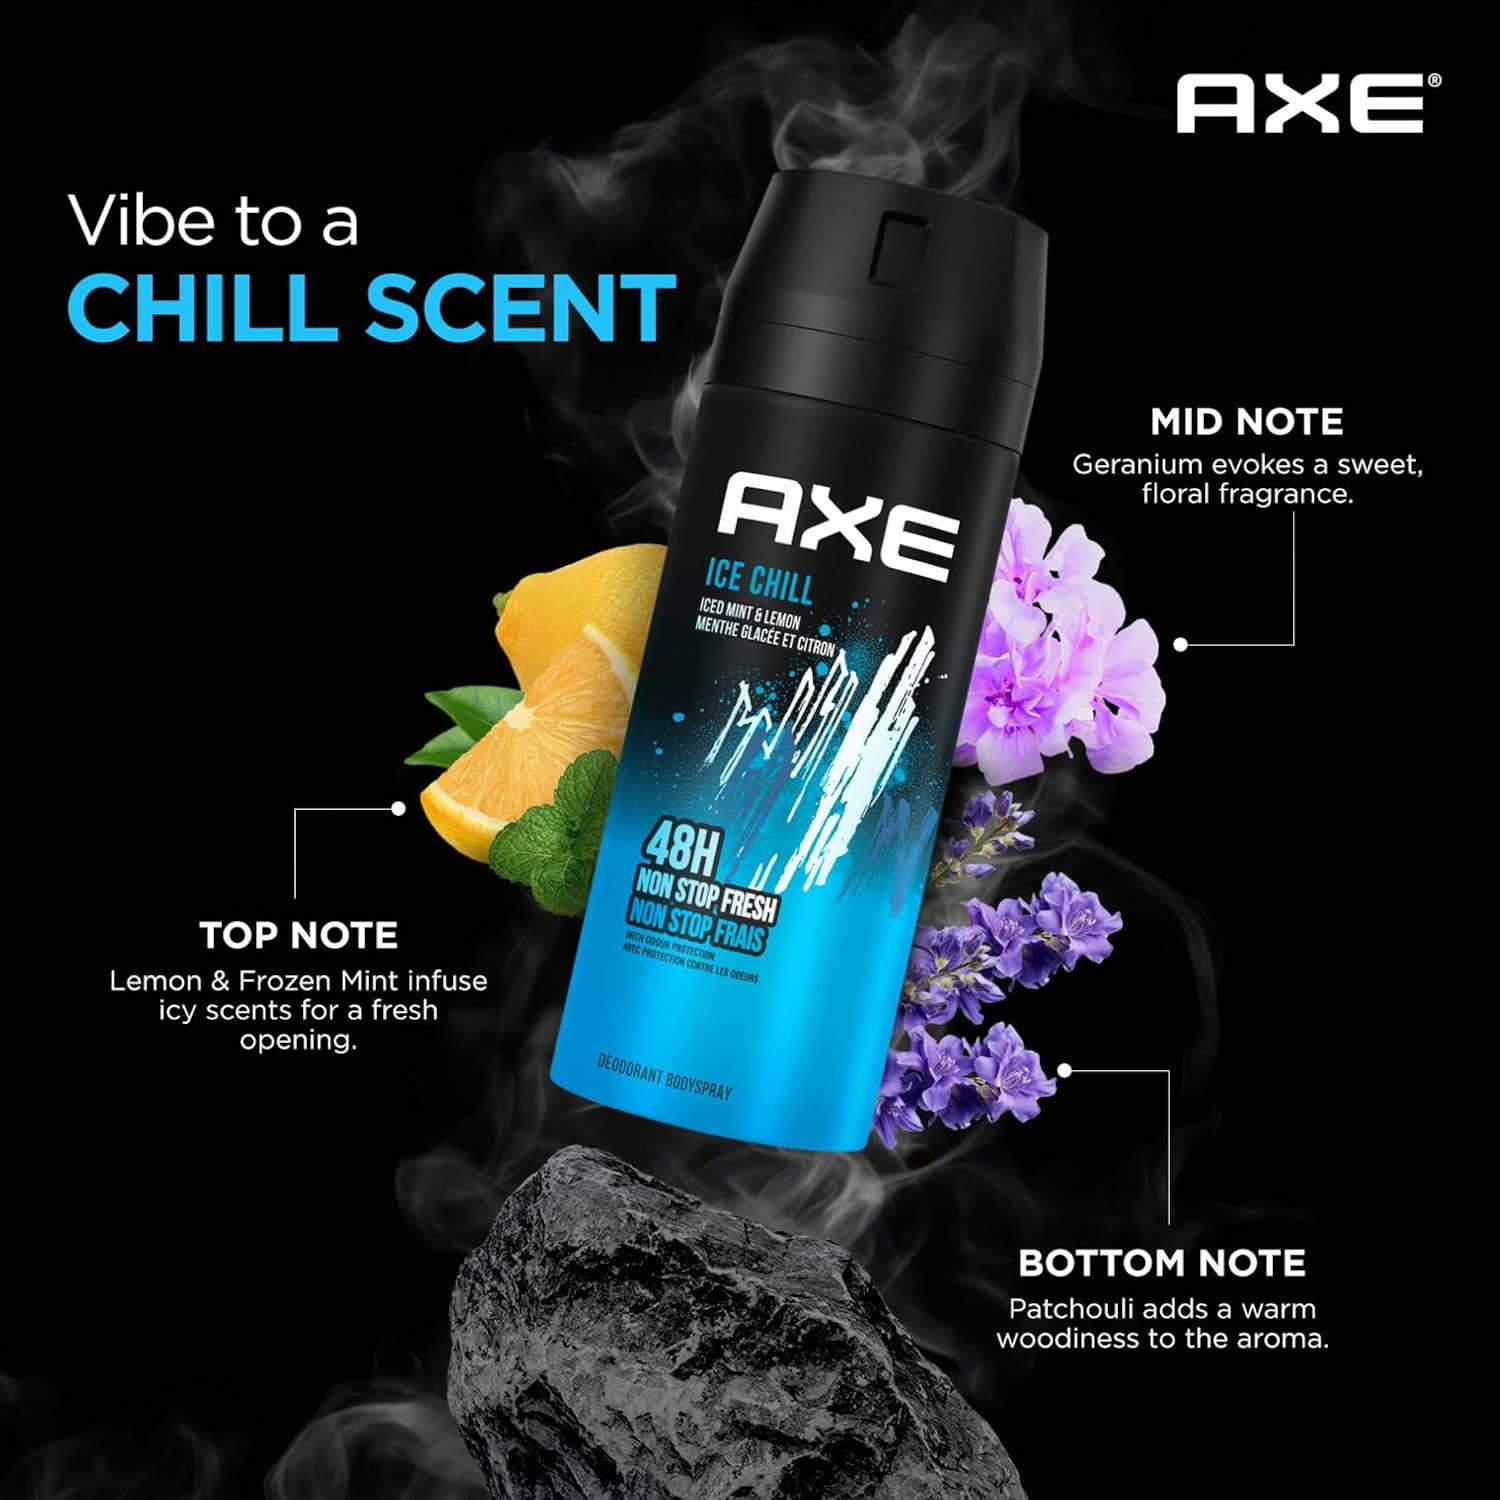 AXE®
Vibe to a
CHILL SCENT
MID NOTE
Geranium evokes a sweet,
floral fragrance.
AXE
ICE CHILL
ICED MINT & LEMON
MENTHE GLACÉE ET CITRON
48H
NON STOP FRESH
NON STOP FRAIS
WITH ODOUR PROTECTION
AVEC PROTECTION CONTRE LES ODEURS
DEODORANT BODYSPRAY
TOP NOTE
Lemon & Frozen Mint infuse
icy scents for a fresh
opening.
BOTTOM NOTE
Patchouli adds a warm
woodiness to the aroma.